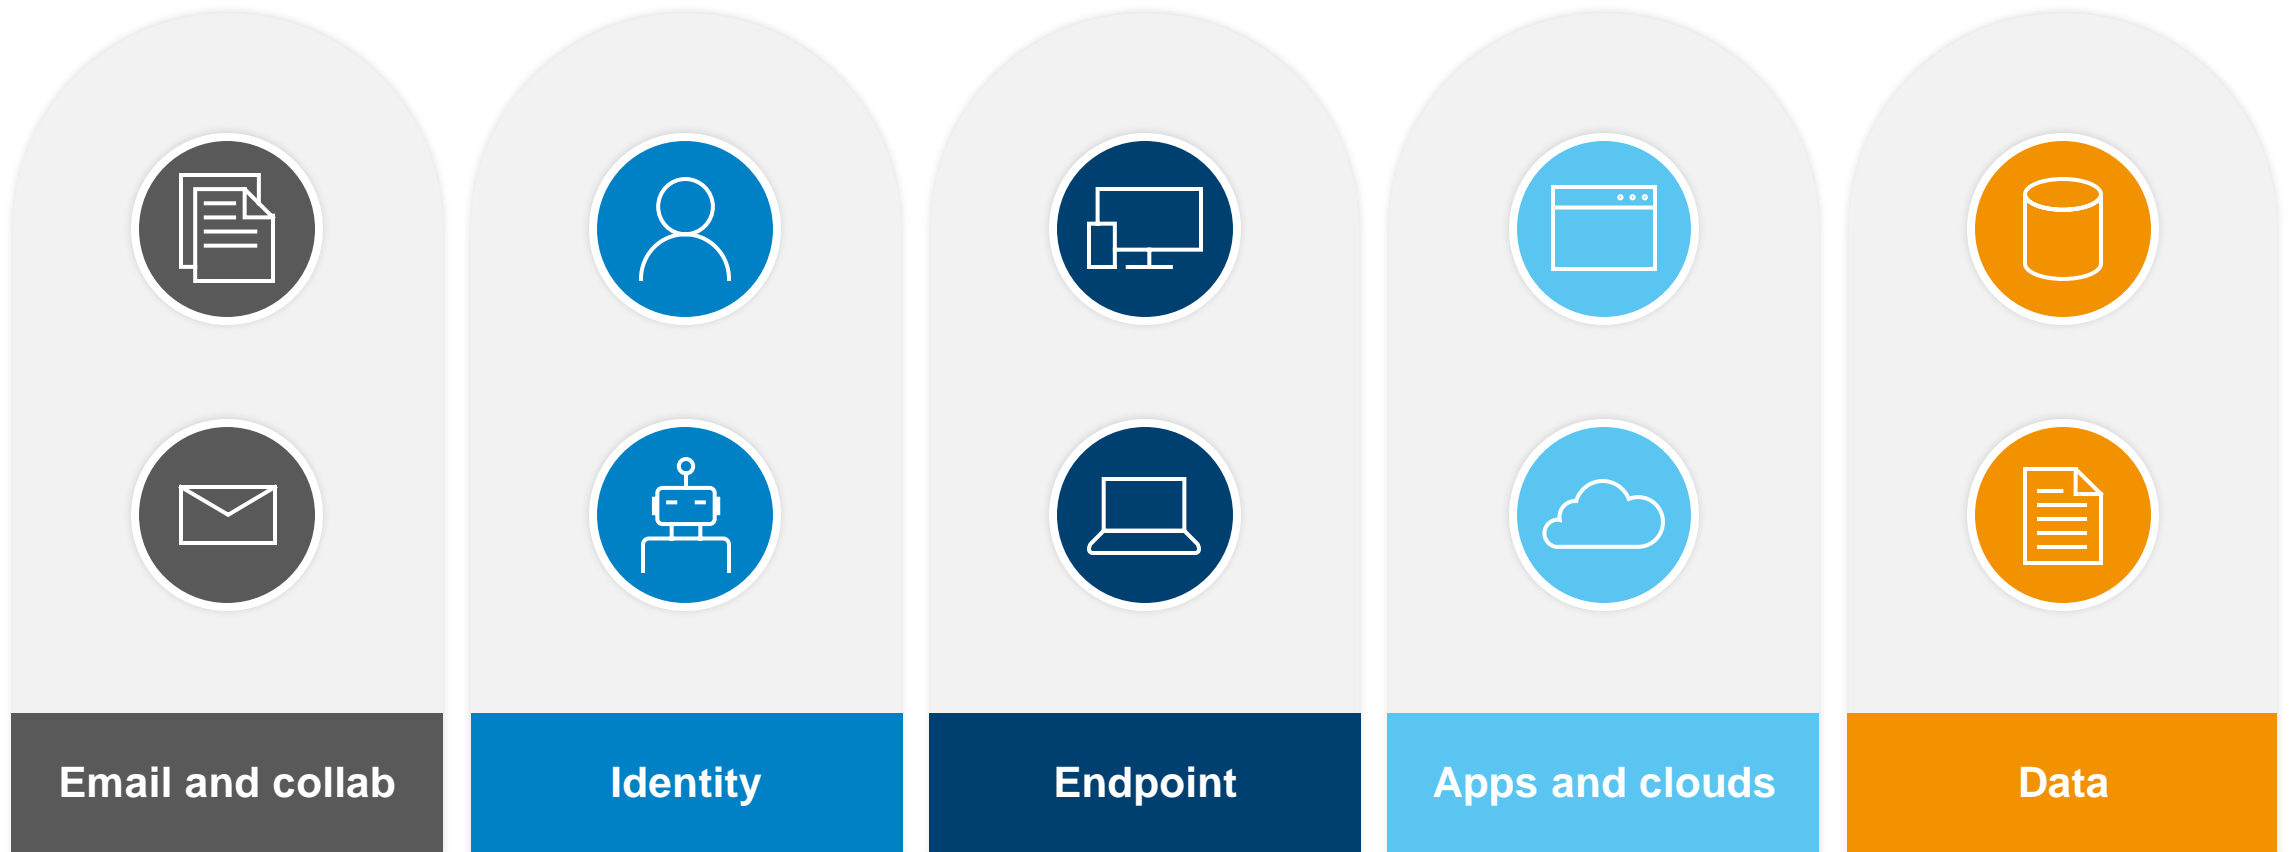 Email and collab
Identity
Endpoint
Apps and clouds
Data